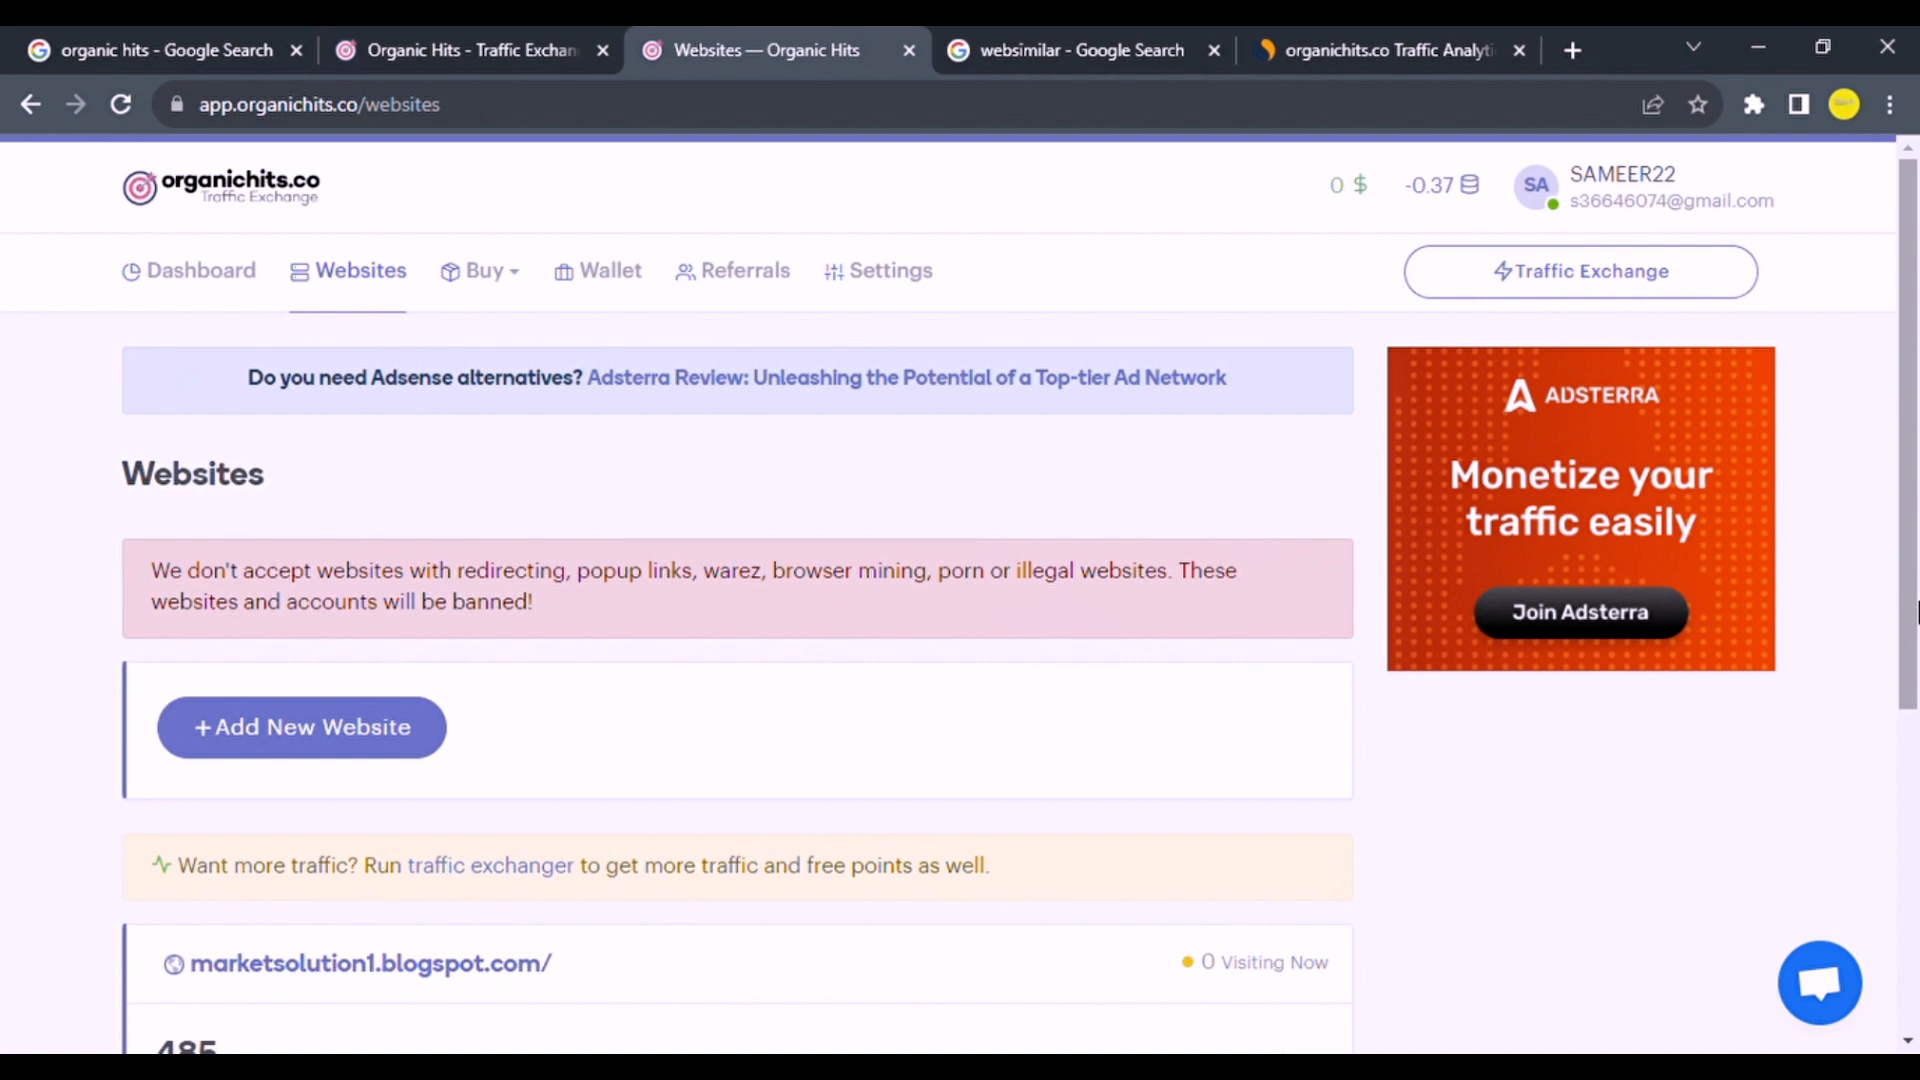 organic hits - Google Search
Organic Hits - Traffic Exchan
Websites — Organic Hits
websimilar - Google Search
organichits.co Traffic Analyti
app.organichits.co/websites
organichits.co
Traffic Exchange
0 $
-0.37
SA
SAMEER22
s36646074@gmail.com
Dashboard
Websites
Buy
Wallet
Referrals
Settings
Traffic Exchange
Do you need Adsense alternatives? Adsterra Review: Unleashing the Potential of a Top-tier Ad Network
ADSTERRA
Monetize your
traffic easily
Join Adsterra
Websites
We don't accept websites with redirecting, popup links, warez, browser mining, porn or illegal websites. These
websites and accounts will be banned!
+ Add New Website
Want more traffic? Run traffic exchanger to get more traffic and free points as well.
marketsolution1.blogspot.com/
0 Visiting Now
485